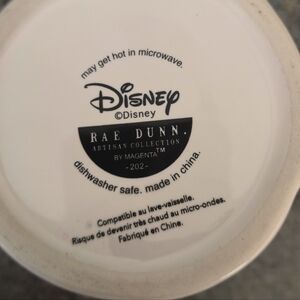 may get hot in microwave.
Disney
©Disney
RAE DUNN.
ARTISAN COLLECTION
BY MAGENTA™
-202-
dishwasher safe. made in china.
Compatible au lave-vaisselle.
Risque de devenir très chaud au micro-ondes.
Fabriqué en Chine.